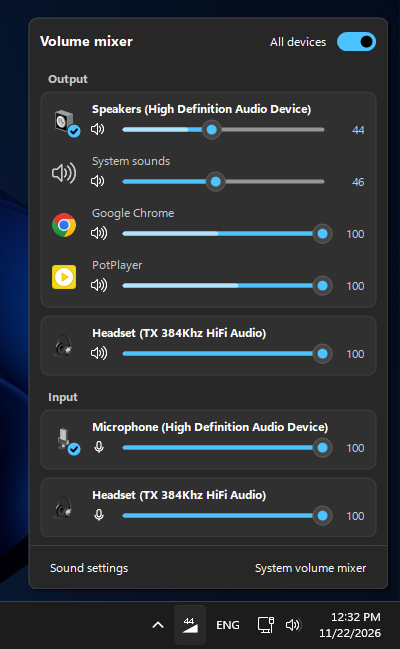 Volume mixer
All devices
Output
Speakers (High Definition Audio Device)
44
System sounds
46
Google Chrome
100
PotPlayer
100
Headset (TX 384Khz HiFi Audio)
100
Input
Microphone (High Definition Audio Device)
100
Headset (TX 384Khz HiFi Audio)
100
Sound settings
System volume mixer
44
ENG
12:32 PM
11/22/2026